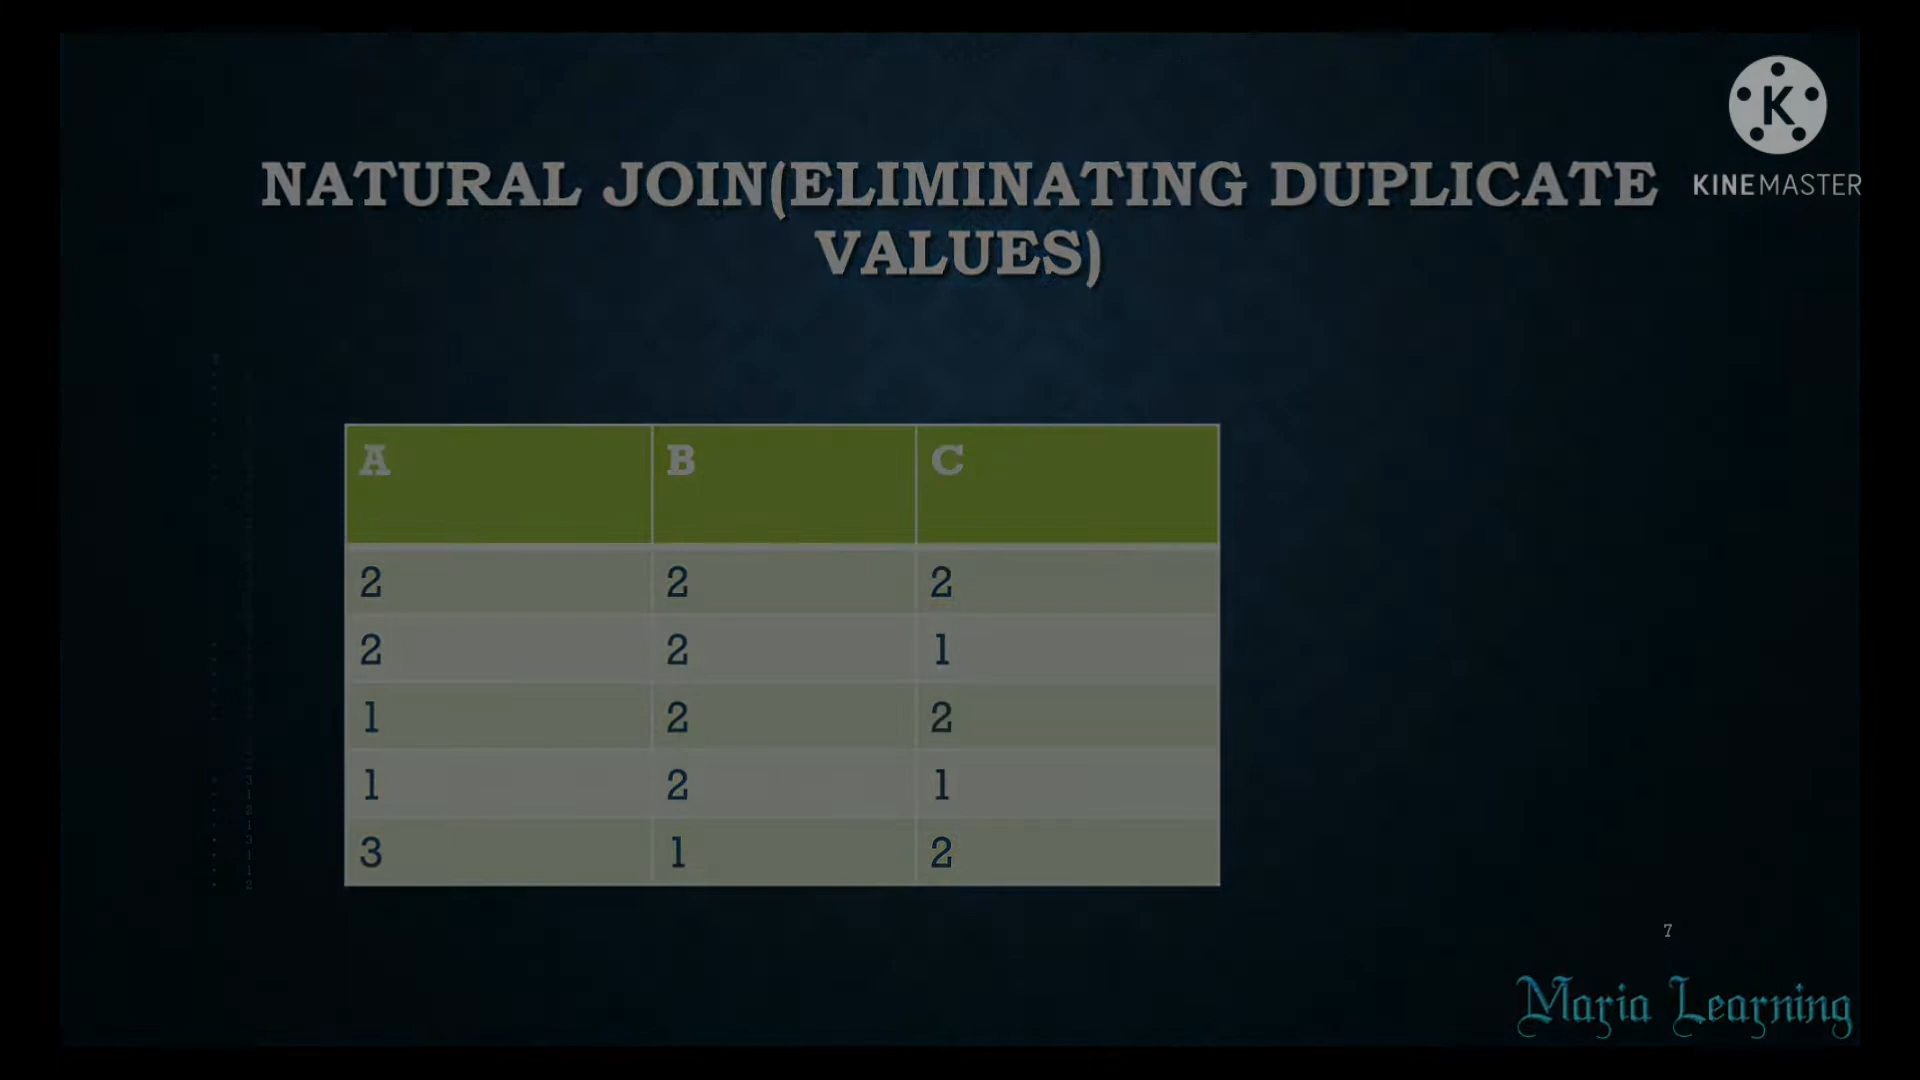 K
KINEMASTER
NATURAL JOIN(ELIMINATING DUPLICATE
VALUES)
A B C
2 2 2
2 2 1
1 2 2
1 2 1
3 1 2
7
Maria Learning